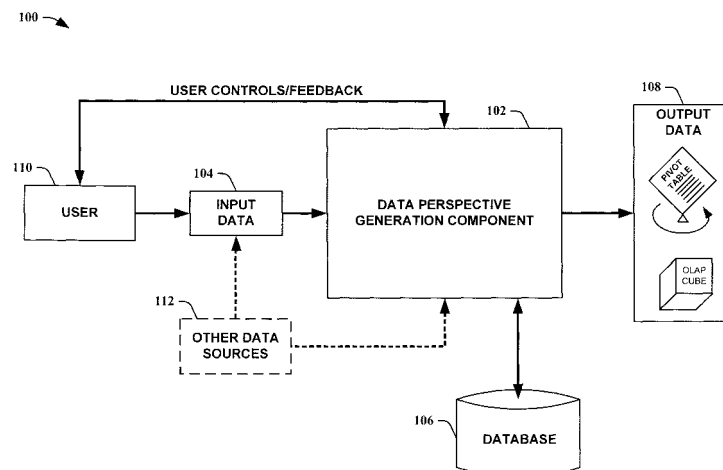 100
USER CONTROLS/FEEDBACK
102
108
OUTPUT
DATA
PIVOT
TABLE
OLAP
CUBE
110
USER
104
INPUT
DATA
DATA PERSPECTIVE
GENERATION COMPONENT
112
OTHER DATA
SOURCES
106
DATABASE